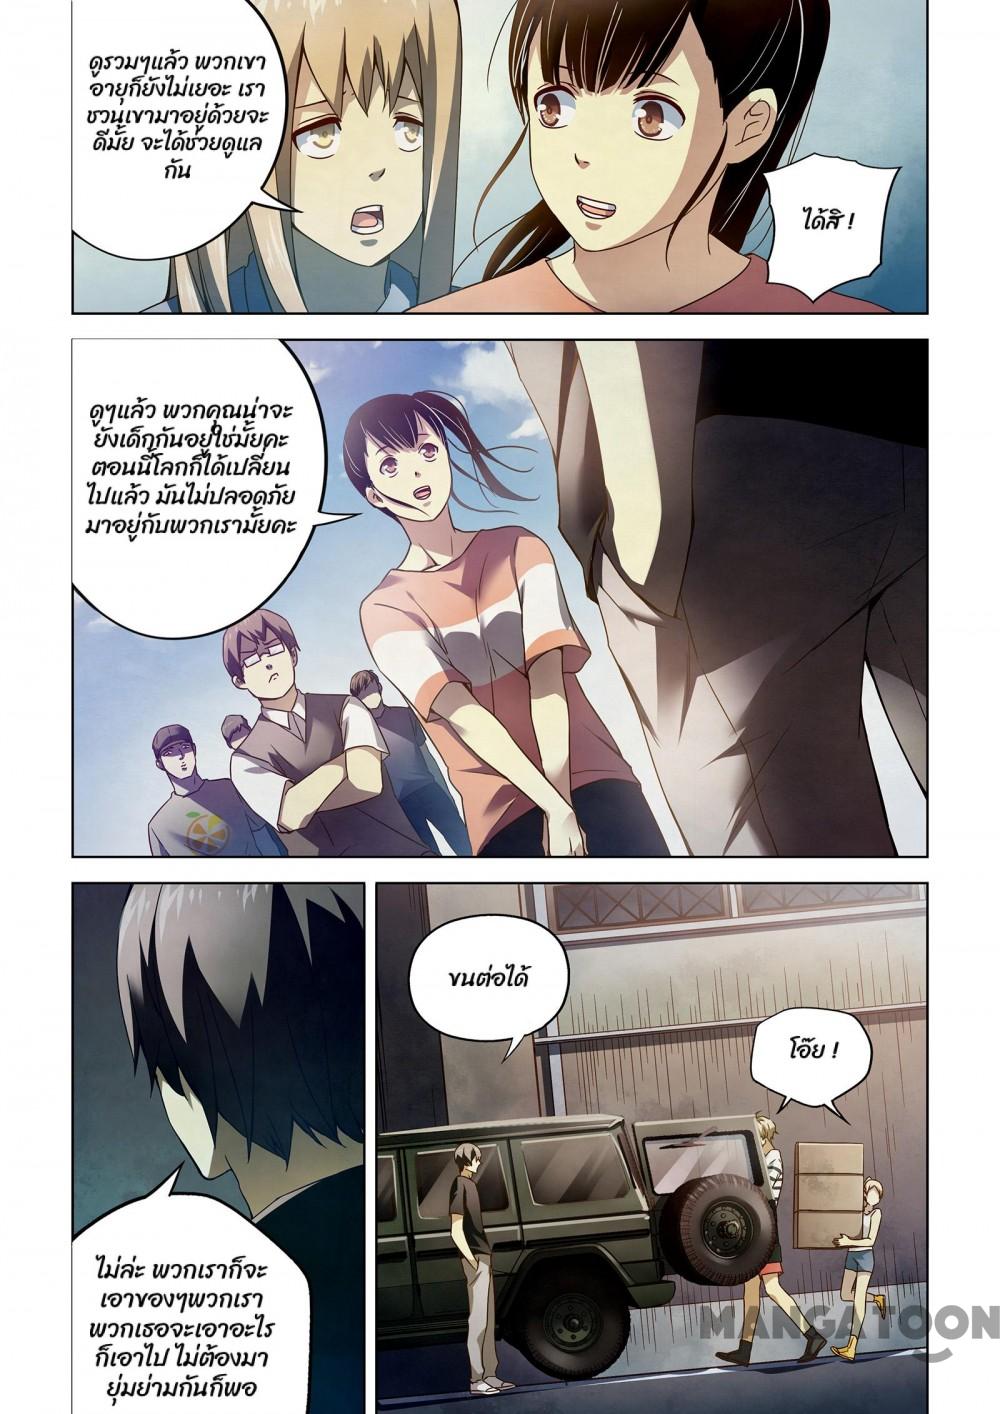 ดูรวมๆแล้ว พวกเขา
อายุก็ยังไม่เยอะ เรา
ชวนเขามาอยู่ด้วยจะ
ดีมั้ย จะได้ช่วยดูแล
กัน
ได้สิ !
ดูๆแล้ว พวกคุณน่าจะ
ยังเด็กกันอยู่ใช่มั้ยคะ
ตอนนี้โลกก็ได้เปลี่ยน
ไปแล้ว มันไม่ปลอดภัย
มาอยู่กับพวกเรามั้ยคะ
ขนต่อได้
โอ๊ย !
ไม่ล่ะ พวกเราก็จะ
เอาของๆพวกเรา
พวกเธอจะเอาอะไร
ก็เอาไป ไม่ต้องมา
ยุ่มย่ามกันก็พอ
MANGATOON